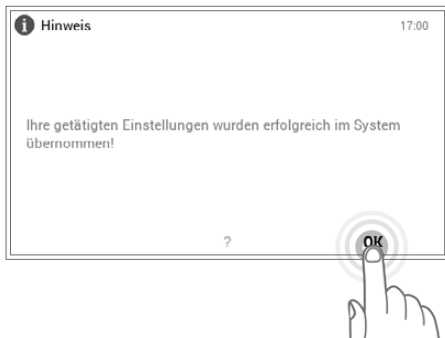 i Hinweis 17:00
Ihre getätigten Einstellungen wurden erfolgreich im System
übernommen!
? OK